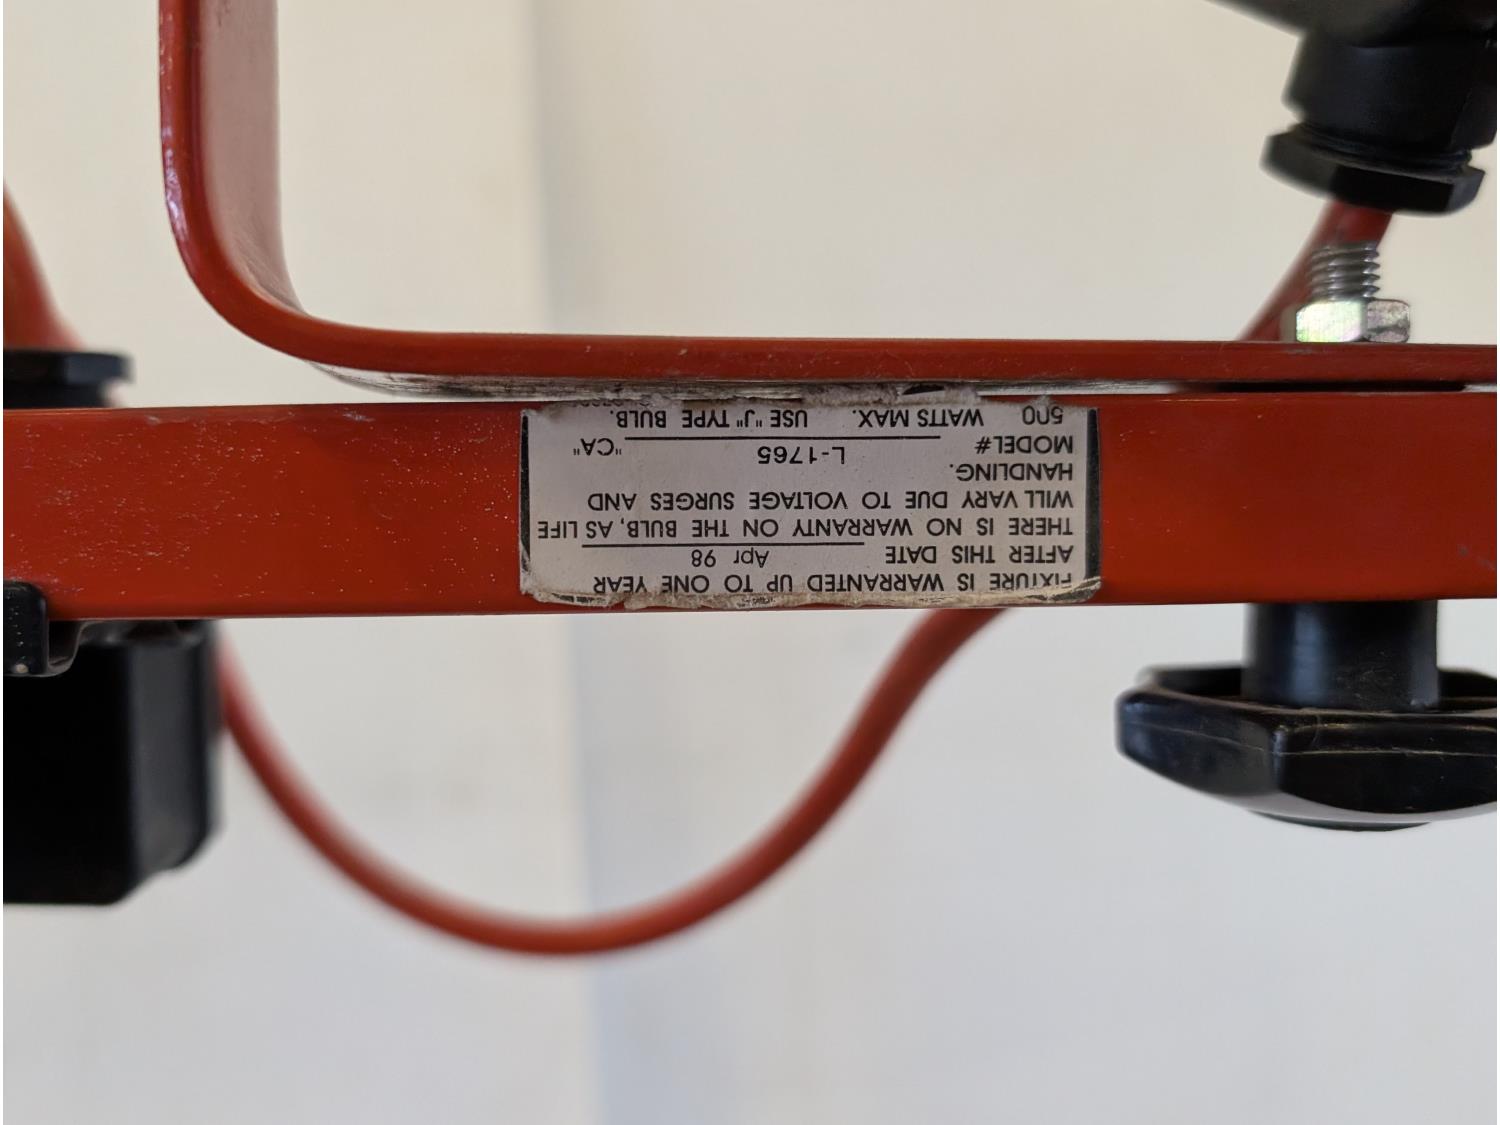 FIXTURE IS WARRANTED UP TO ONE YEAR
AFTER THIS DATE Apr 98
THERE IS NO WARRANTY ON THE BULB, AS LIFE
WILL VARY DUE TO VOLTAGE SURGES AND
HANDLING.
MODEL# L-1765 "CA"
500 WATTS MAX. USE "J" TYPE BULB.